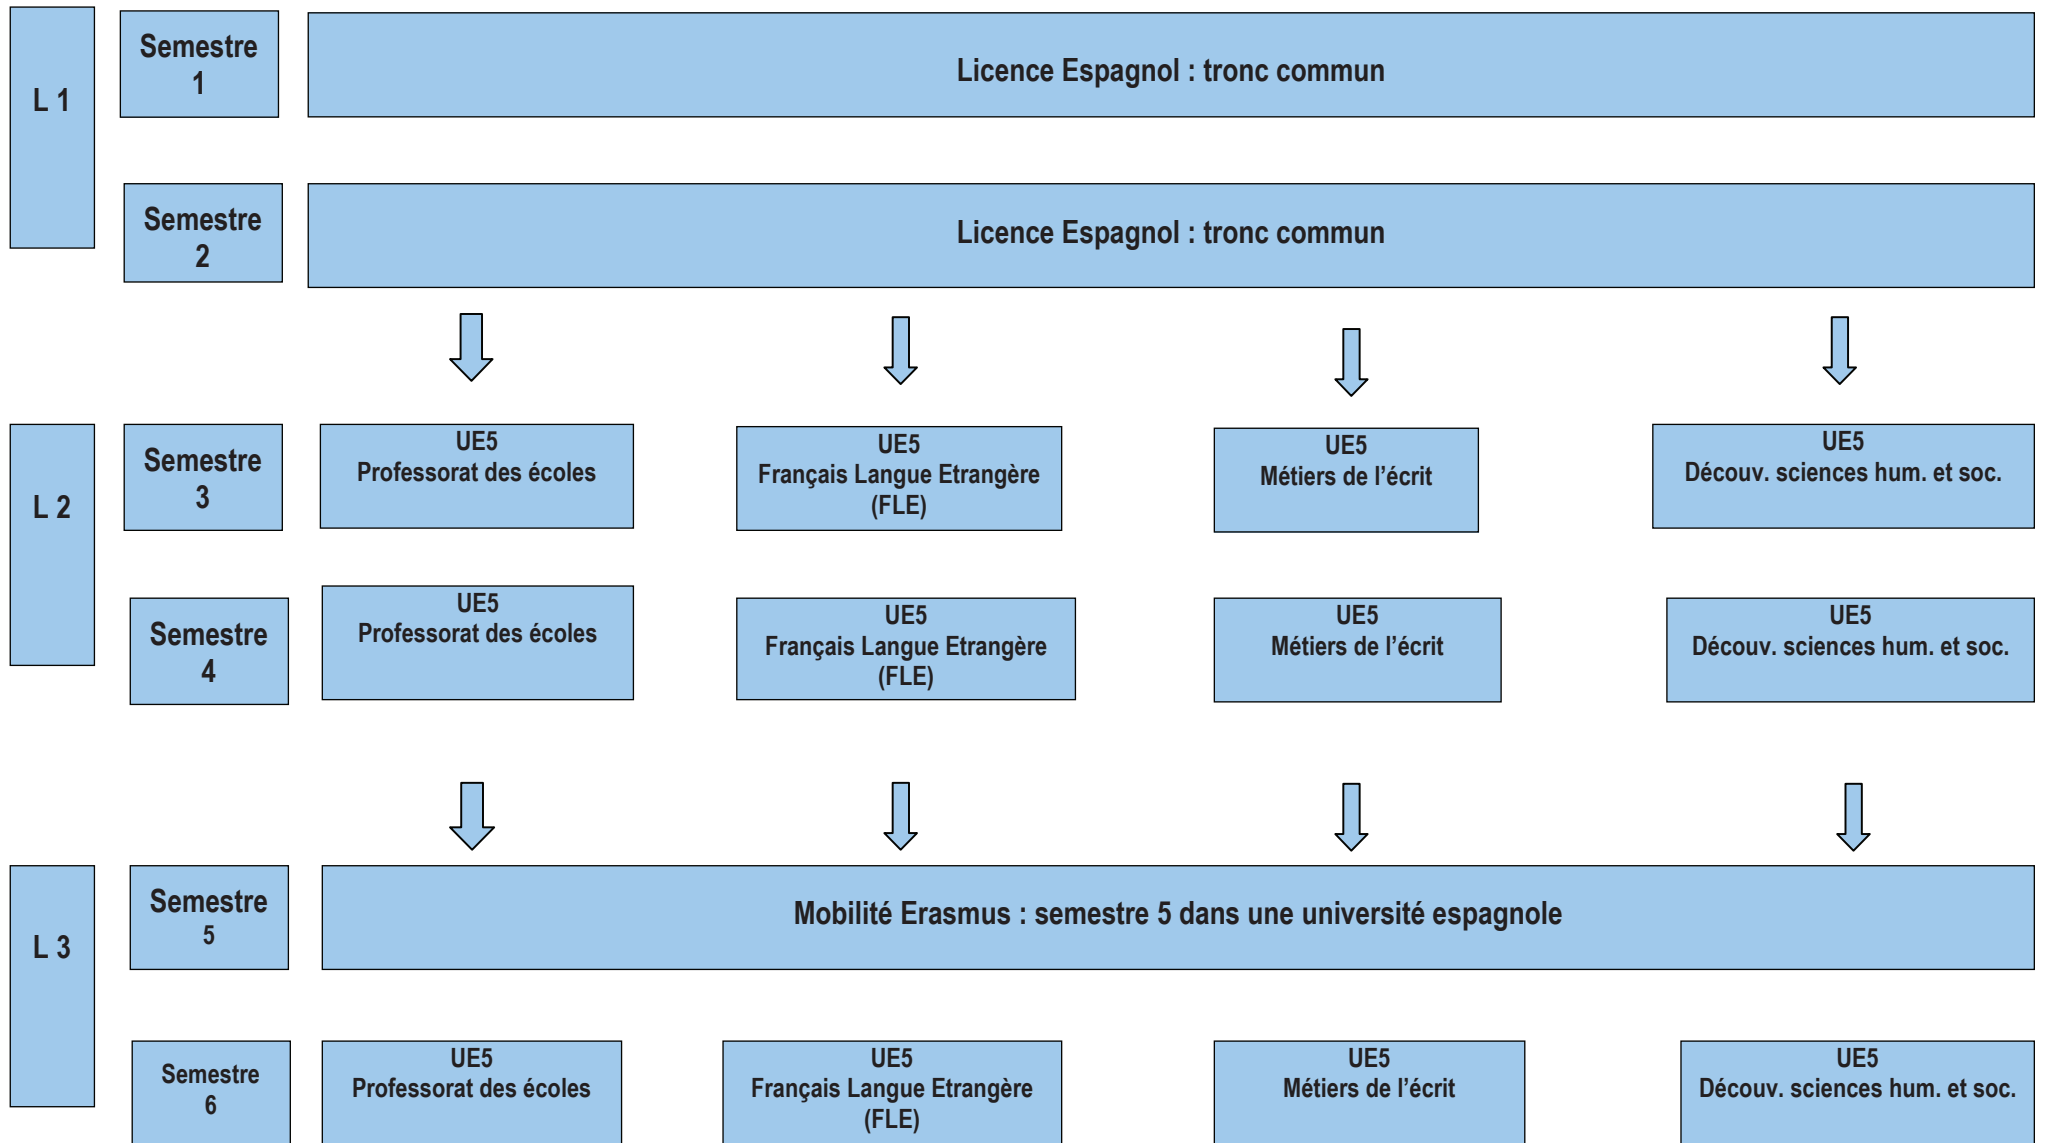 L 1
Semestre
1
Licence Espagnol : tronc commun
Semestre
2
Licence Espagnol : tronc commun
L 2
Semestre
3
UE5
Professorat des écoles
UE5
Français Langue Etrangère
(FLE)
UE5
Métiers de l’écrit
UE5
Découv. sciences hum. et soc.
Semestre
4
UE5
Professorat des écoles
UE5
Français Langue Etrangère
(FLE)
UE5
Métiers de l’écrit
UE5
Découv. sciences hum. et soc.
L 3
Semestre
5
Mobilité Erasmus : semestre 5 dans une université espagnole
Semestre
6
UE5
Professorat des écoles
UE5
Français Langue Etrangère
(FLE)
UE5
Métiers de l’écrit
UE5
Découv. sciences hum. et soc.